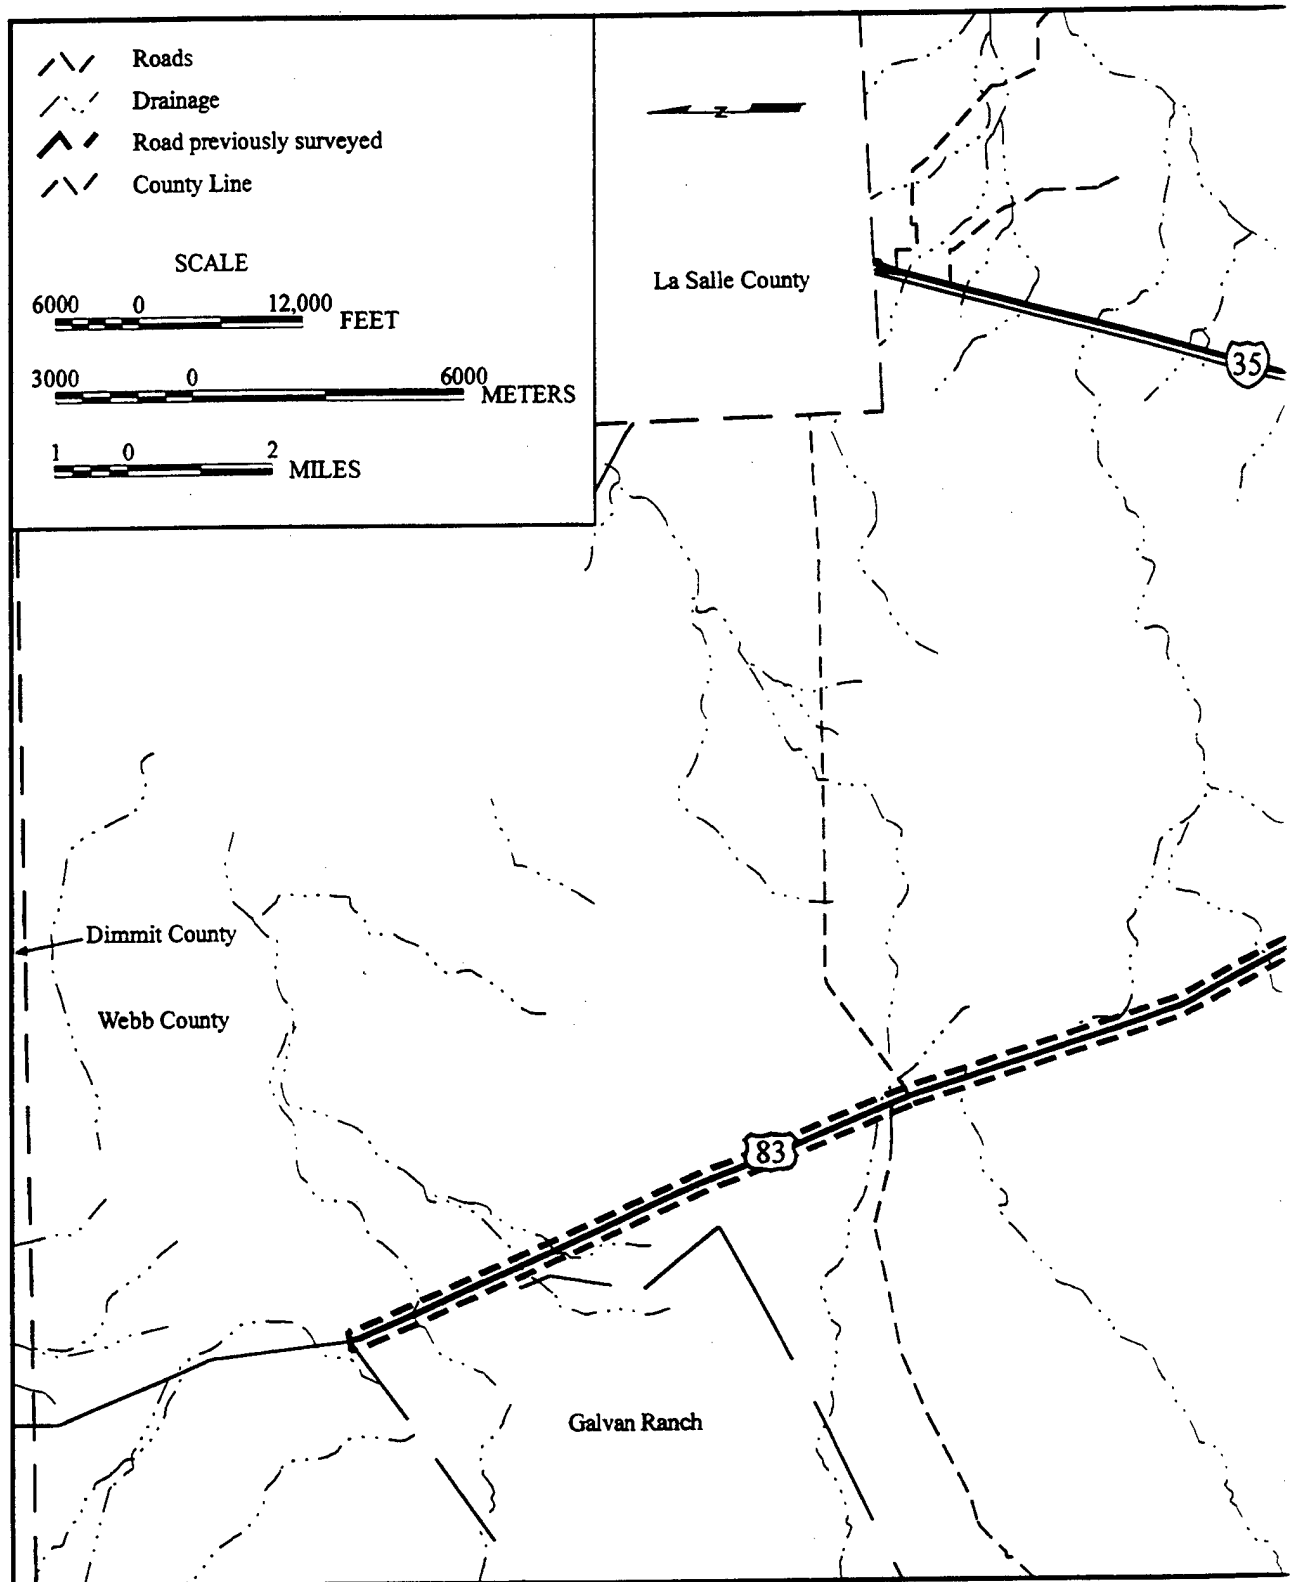 Roads
Drainage
Road previously surveyed
County Line
SCALE
6000 0 12,000
FEET
3000 0 6000
METERS
1 0 2
MILES
N
La Salle County
35
Dimmit County
Webb County
83
Galvan Ranch